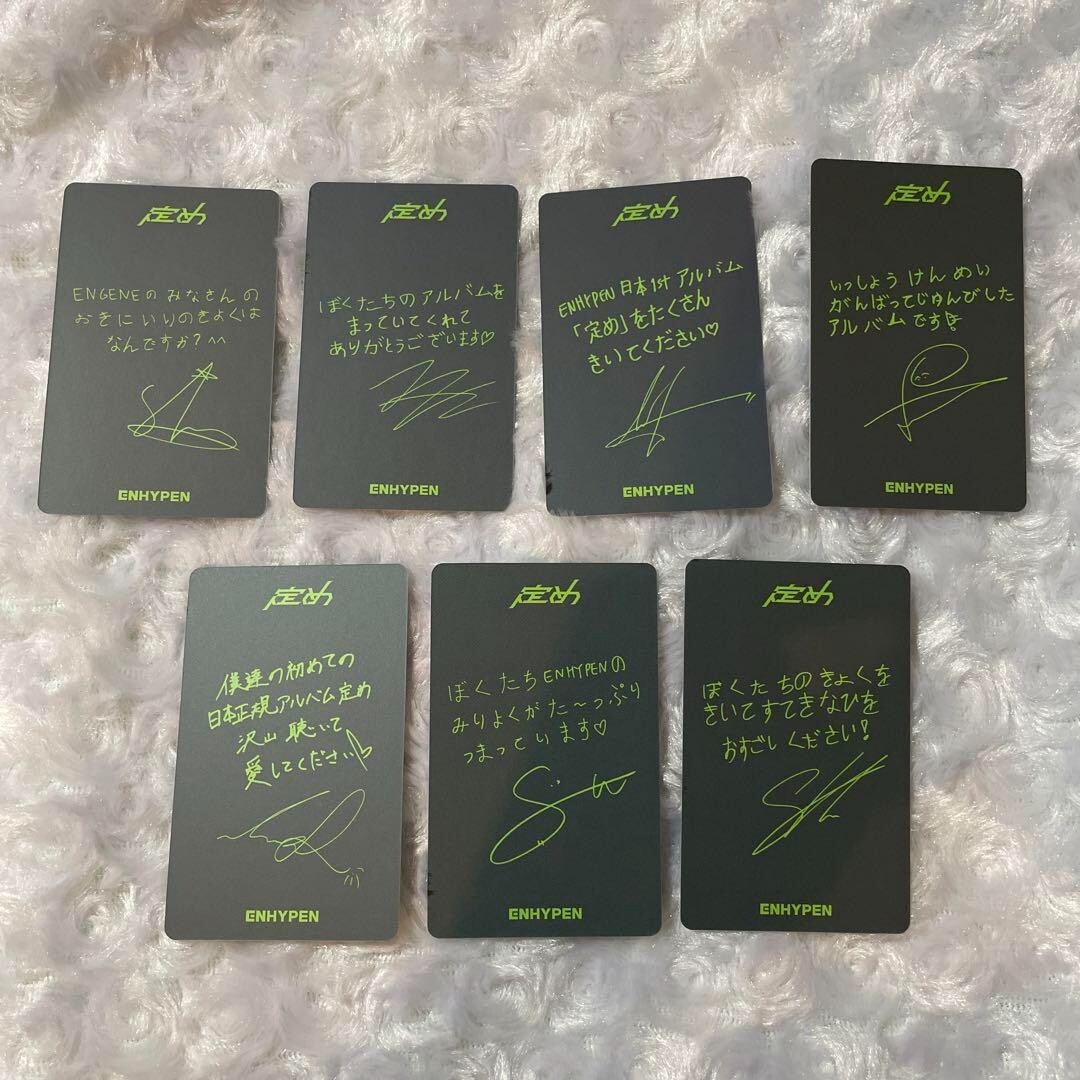 定め
ENGENEの みなさんの
おきにいりのきょくは
なんですか?^^
ENHYPEN
定め
ぼくたちのアルバムを
まっていてくれて
ありがとうございます♡
ENHYPEN
定め
ENHYPEN 日本1stアルバム
「定め」をたくさん
きいてください♡
ENHYPEN
定め
いっしょうけんめい
がんばってじゅんびした
アルバムです
ENHYPEN
定め
僕達の初めての
日本正規アルバム定め
沢山聴いて
愛してください
ENHYPEN
定め
ぼくたちENHYPENの
みりよくがた〜っぷり
つまっています♡
ENHYPEN
定め
ぼくたちのきょくを
きいてすてきなひを
おすごしください!
ENHYPEN